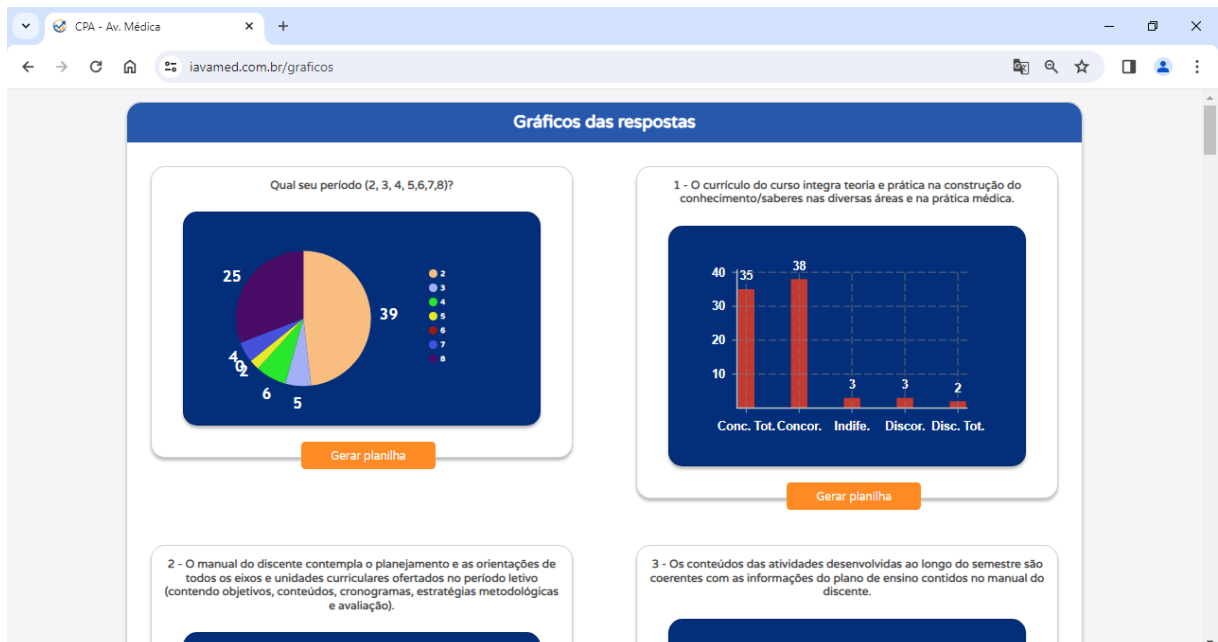 CPA - Av. Médica
iavamed.com.br/graficos
Gráficos das respostas
Qual seu período (2, 3, 4, 5,6,7,8)?
25
39
4
0
2
6
5
2
3
4
5
6
7
8
Gerar planilha
1 - O currículo do curso integra teoria e prática na construção do
conhecimento/saberes nas diversas áreas e na prática médica.
40
30
20
10
35
38
3
3
2
Conc. Tot. Concor. Indife. Discor. Disc. Tot.
Gerar planilha
2 - O manual do discente contempla o planejamento e as orientações de
todos os eixos e unidades curriculares ofertados no período letivo
(contendo objetivos, conteúdos, cronogramas, estratégias metodológicas
e avaliação).
3 - Os conteúdos das atividades desenvolvidas ao longo do semestre são
coerentes com as informações do plano de ensino contidos no manual do
discente.